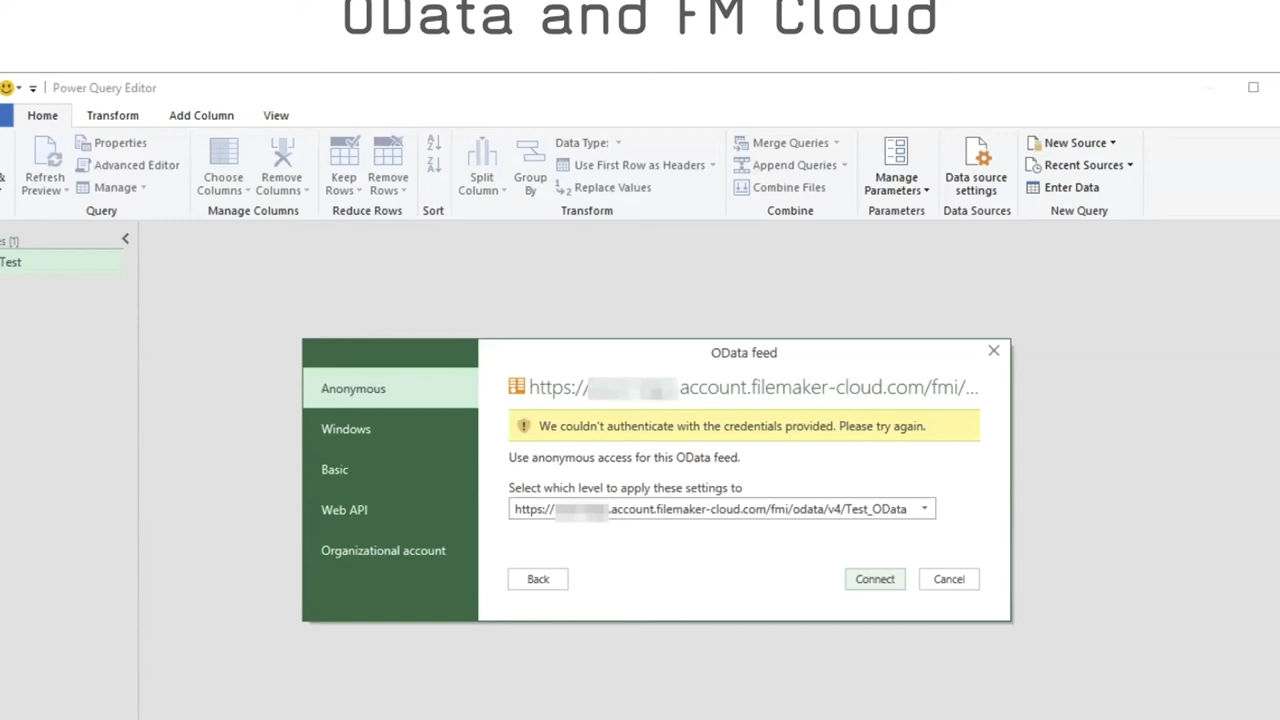 OData and FM Cloud
Power Query Editor
Home Transform Add Column View
Refresh Preview
Properties
Advanced Editor
Manage
Query
Choose Columns
Remove Columns
Manage Columns
Keep Rows
Remove Rows
Reduce Rows
Sort
Split Column
Group By
Data Type:
Use First Row as Headers
Replace Values
Transform
Merge Queries
Append Queries
Combine Files
Combine
Manage Parameters
Parameters
Data source settings
Data Sources
New Source
Recent Sources
Enter Data
New Query
es [1]
Test
OData feed
Anonymous
Windows
Basic
Web API
Organizational account
https:// .account.filemaker-cloud.com/fmi/...
We couldn't authenticate with the credentials provided. Please try again.
Use anonymous access for this OData feed.
Select which level to apply these settings to
https:// .account.filemaker-cloud.com/fmi/odata/v4/Test_OData
Back Connect Cancel